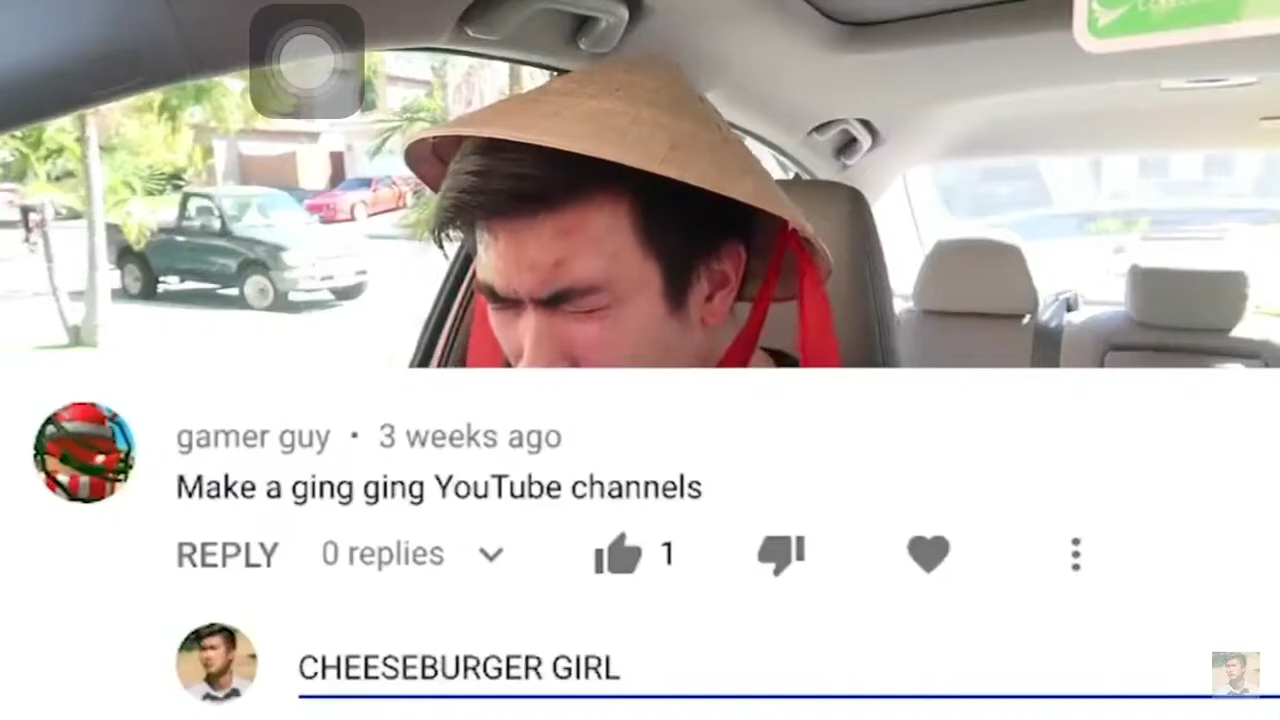 gamer guy • 3 weeks ago
Make a ging ging YouTube channels
REPLY 0 replies 1
CHEESEBURGER GIRL